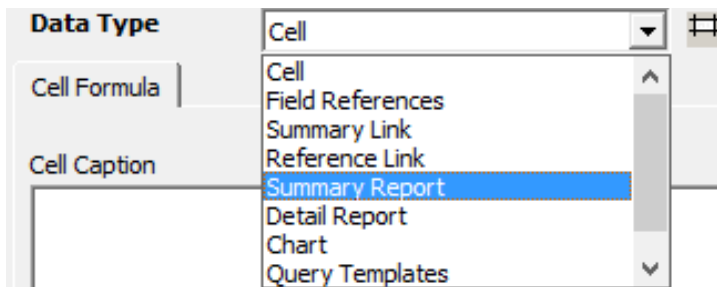 Data Type
Cell
Cell
Cell Formula
Field References
Summary Link
Cell Caption
Reference Link
Summary Report
Detail Report
Chart
Query Templates